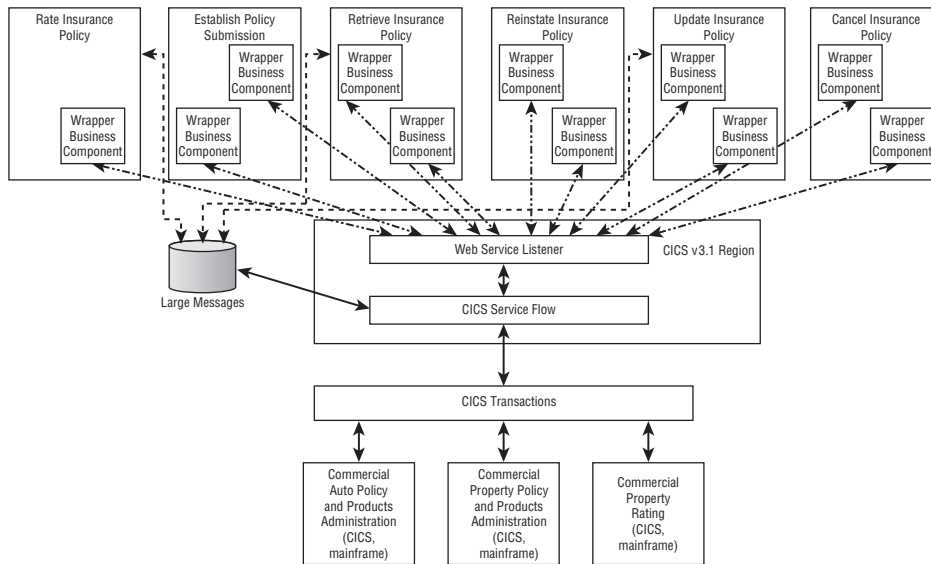 Rate Insurance
Policy
Wrapper
Business
Component
Establish Policy
Submission
Wrapper
Business
Component
Wrapper
Business
Component
Retrieve Insurance
Policy
Wrapper
Business
Component
Wrapper
Business
Component
Reinstate Insurance
Policy
Wrapper
Business
Component
Wrapper
Business
Component
Update Insurance
Policy
Wrapper
Business
Component
Wrapper
Business
Component
Cancel Insurance
Policy
Wrapper
Business
Component
Wrapper
Business
Component
Web Service Listener
CICS v3.1 Region
Large Messages
CICS Service Flow
CICS Transactions
Commercial
Auto Policy
and Products
Administration
(CICS,
mainframe)
Commercial
Property Policy
and Products
Administration
(CICS,
mainframe)
Commercial
Property
Rating
(CICS,
mainframe)